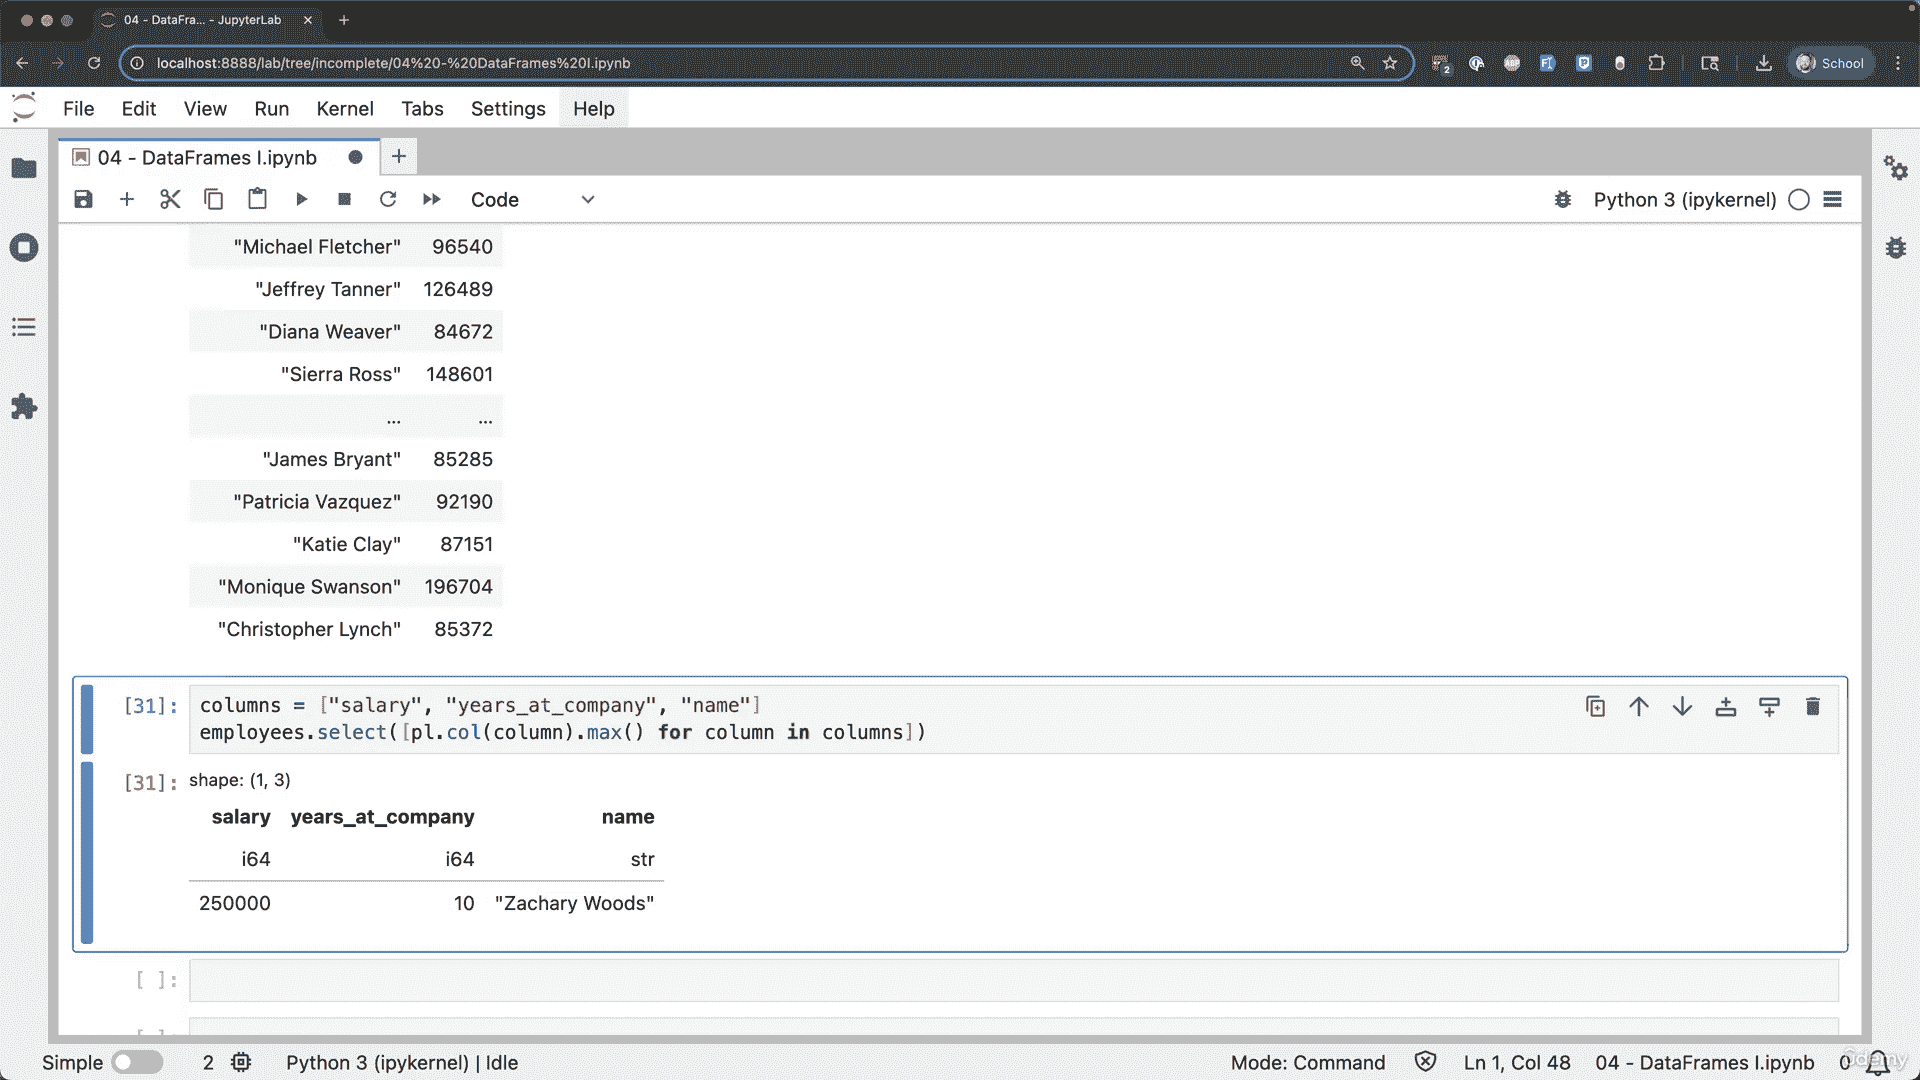 04 - DataFra... - JupyterLab
localhost:8888/lab/tree/incomplete/04%20-%20DataFrames%20I.ipynb
2
ABP
School
File Edit View Run Kernel Tabs Settings Help
04 - DataFrames I.ipynb
Code
Python 3 (ipykernel)
"Michael Fletcher" 96540
"Jeffrey Tanner" 126489
"Diana Weaver" 84672
"Sierra Ross" 148601
... ...
"James Bryant" 85285
"Patricia Vazquez" 92190
"Katie Clay" 87151
"Monique Swanson" 196704
"Christopher Lynch" 85372
[31]: columns = ["salary", "years_at_company", "name"]
employees.select([pl.col(column).max() for column in columns])
[31]: shape: (1, 3)
salary years_at_company name
i64 i64 str
250000 10 "Zachary Woods"
[ ]:
[ ]:
Simple 2 Python 3 (ipykernel) | Idle Mode: Command Ln 1, Col 48 04 - DataFrames I.ipynb 0
Udemy